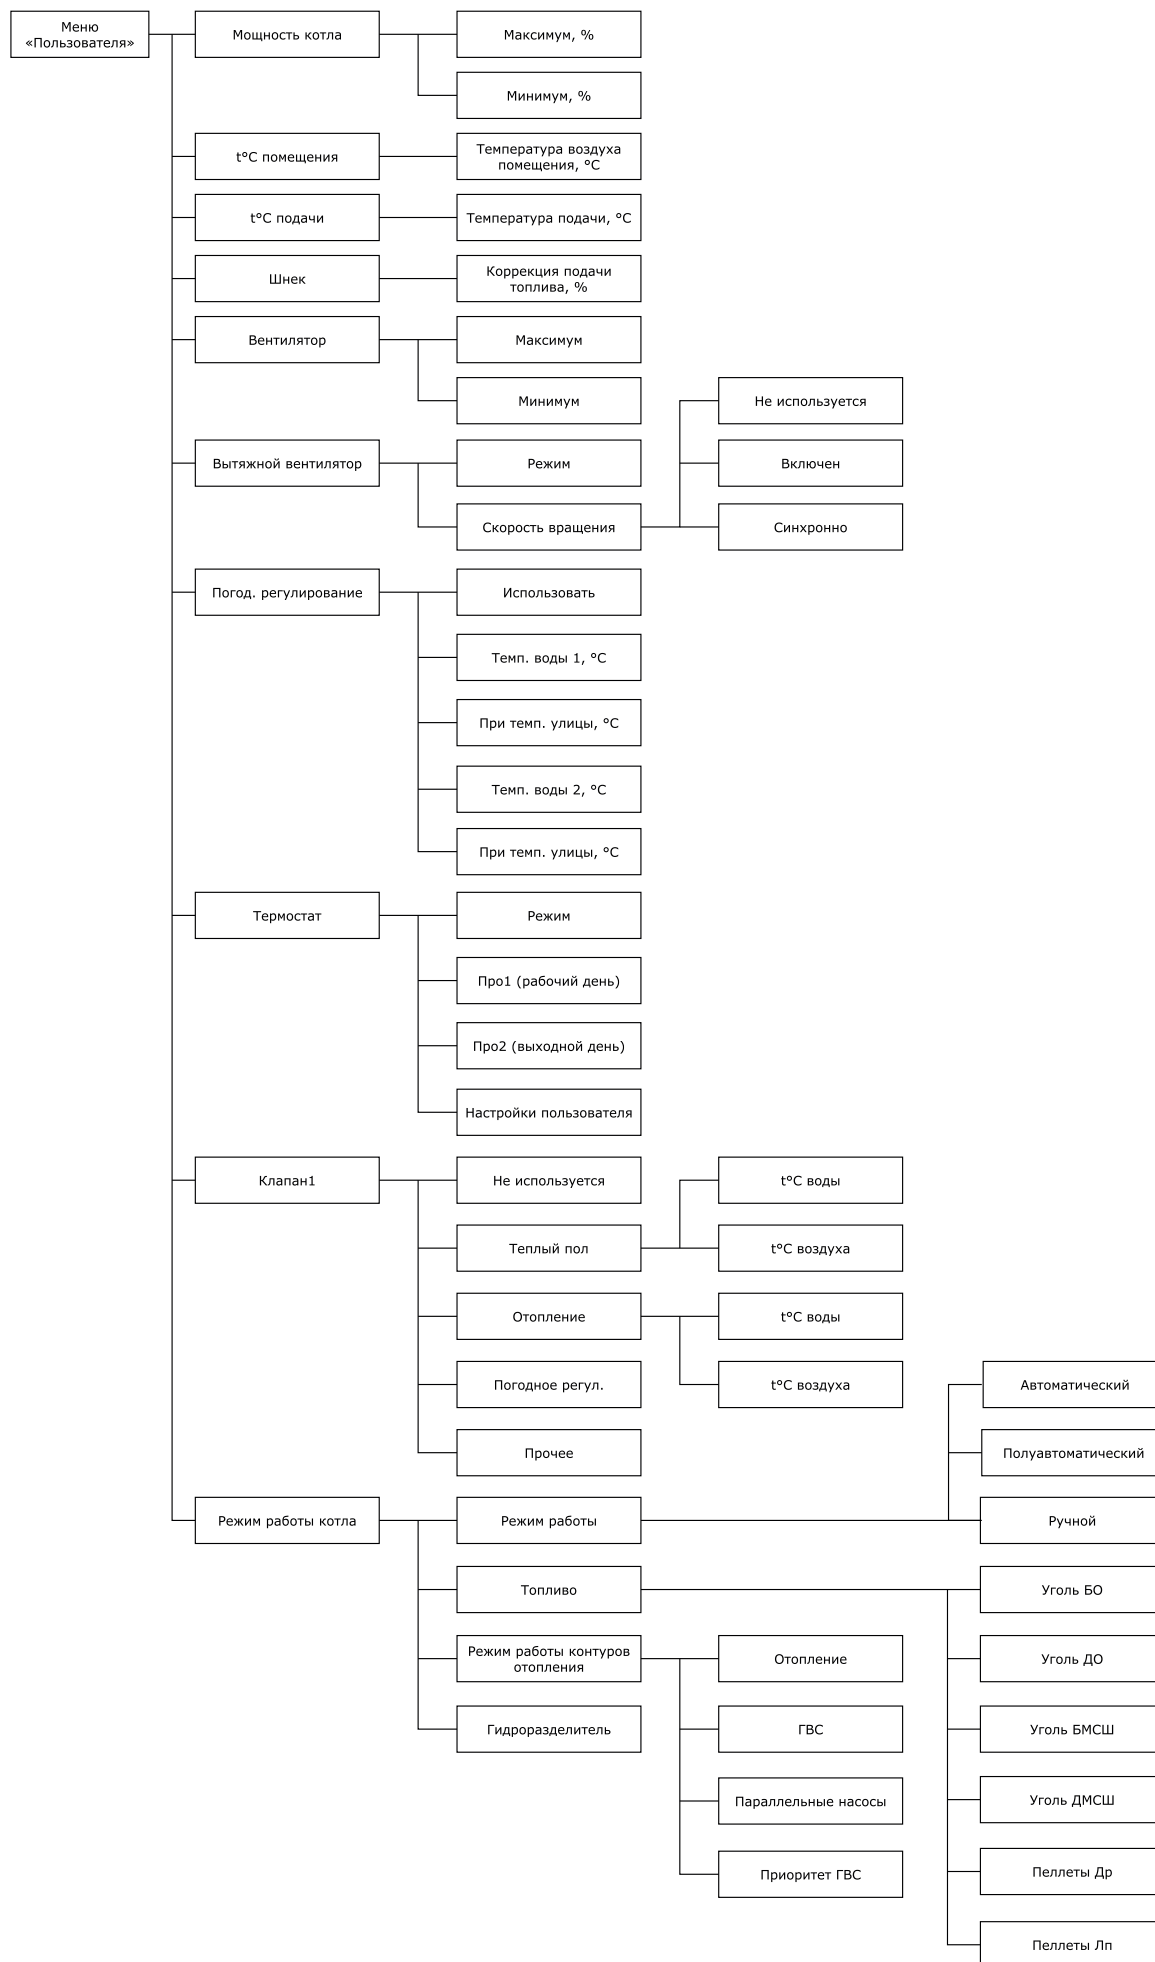 Меню
«Пользователя»
Мощность котла
Максимум, %
Минимум, %
t°C помещения
Температура воздуха
помещения, °C
t°C подачи
Температура подачи, °C
Шнек
Коррекция подачи
топлива, %
Вентилятор
Максимум
Минимум
Не используется
Вытяжной вентилятор
Режим
Включен
Скорость вращения
Синхронно
Погод. регулирование
Использовать
Темп. воды 1, °C
При темп. улицы, °C
Темп. воды 2, °C
При темп. улицы, °C
Термостат
Режим
Про1 (рабочий день)
Про2 (выходной день)
Настройки пользователя
Клапан1
Не используется
t°C воды
Теплый пол
t°C воздуха
Отопление
t°C воды
Погодное регул.
t°C воздуха
Автоматический
Прочее
Полуавтоматический
Режим работы котла
Режим работы
Ручной
Топливо
Уголь БО
Режим работы контуров
отопления
Отопление
Уголь ДО
Гидроразделитель
ГВС
Уголь БМСШ
Параллельные насосы
Уголь ДМСШ
Приоритет ГВС
Пеллеты Др
Пеллеты Лп